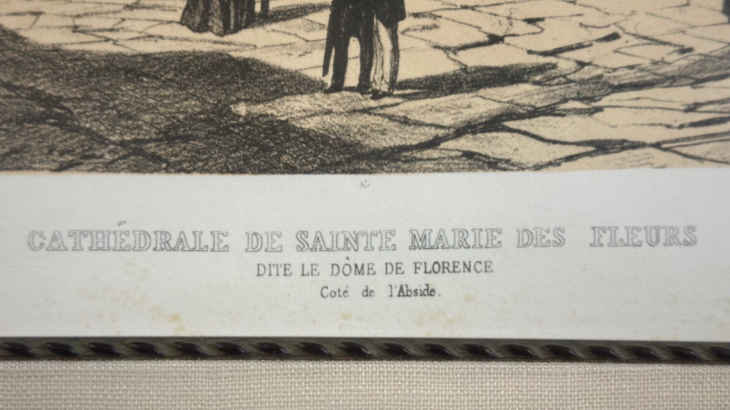 CATHÉDRALE DE SAINTE MARIE DES FLEURS
DITE LE DÔME DE FLORENCE
Coté de l'Abside.